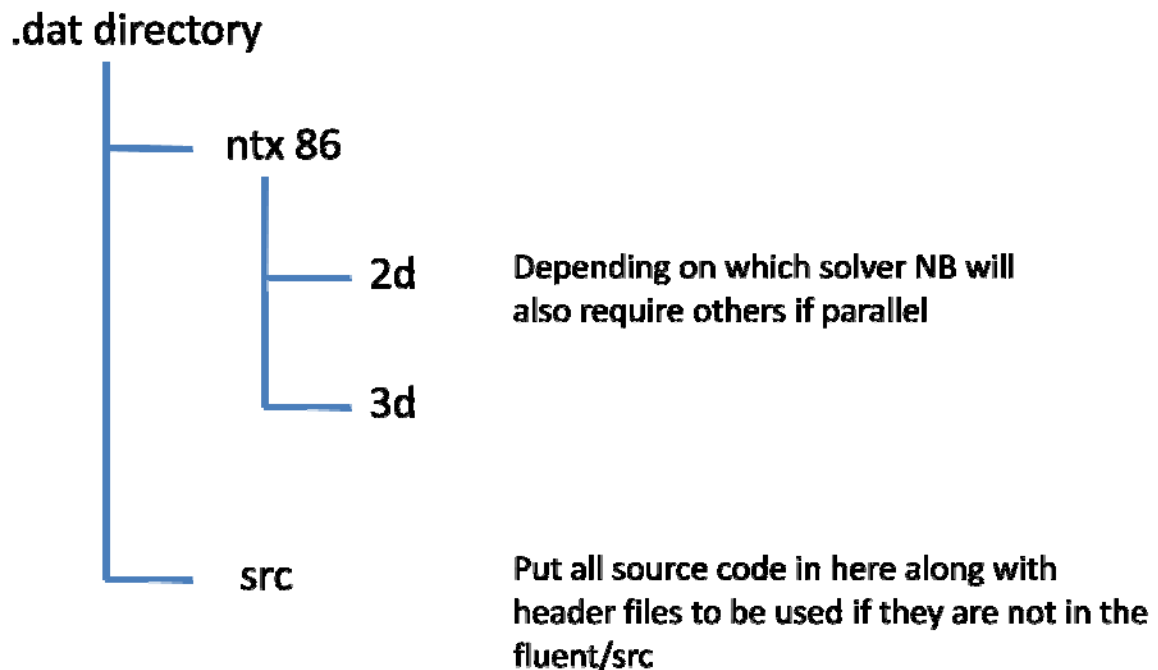 .dat directory
ntx 86
2d
Depending on which solver NB will
also require others if parallel
3d
src
Put all source code in here along with
header files to be used if they are not in the
fluent/src